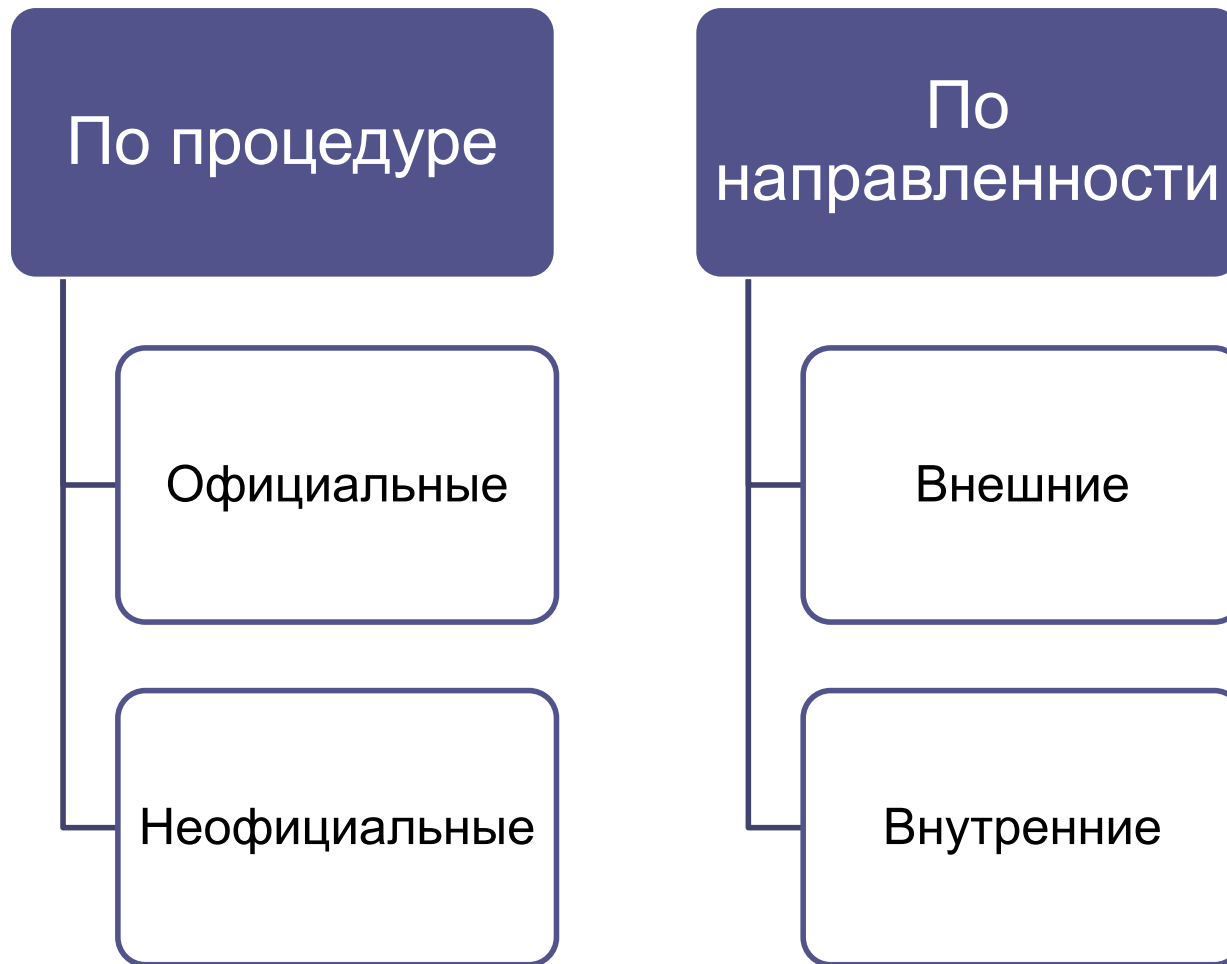 По процедуре
Официальные
Неофициальные
По
направленности
Внешние
Внутренние